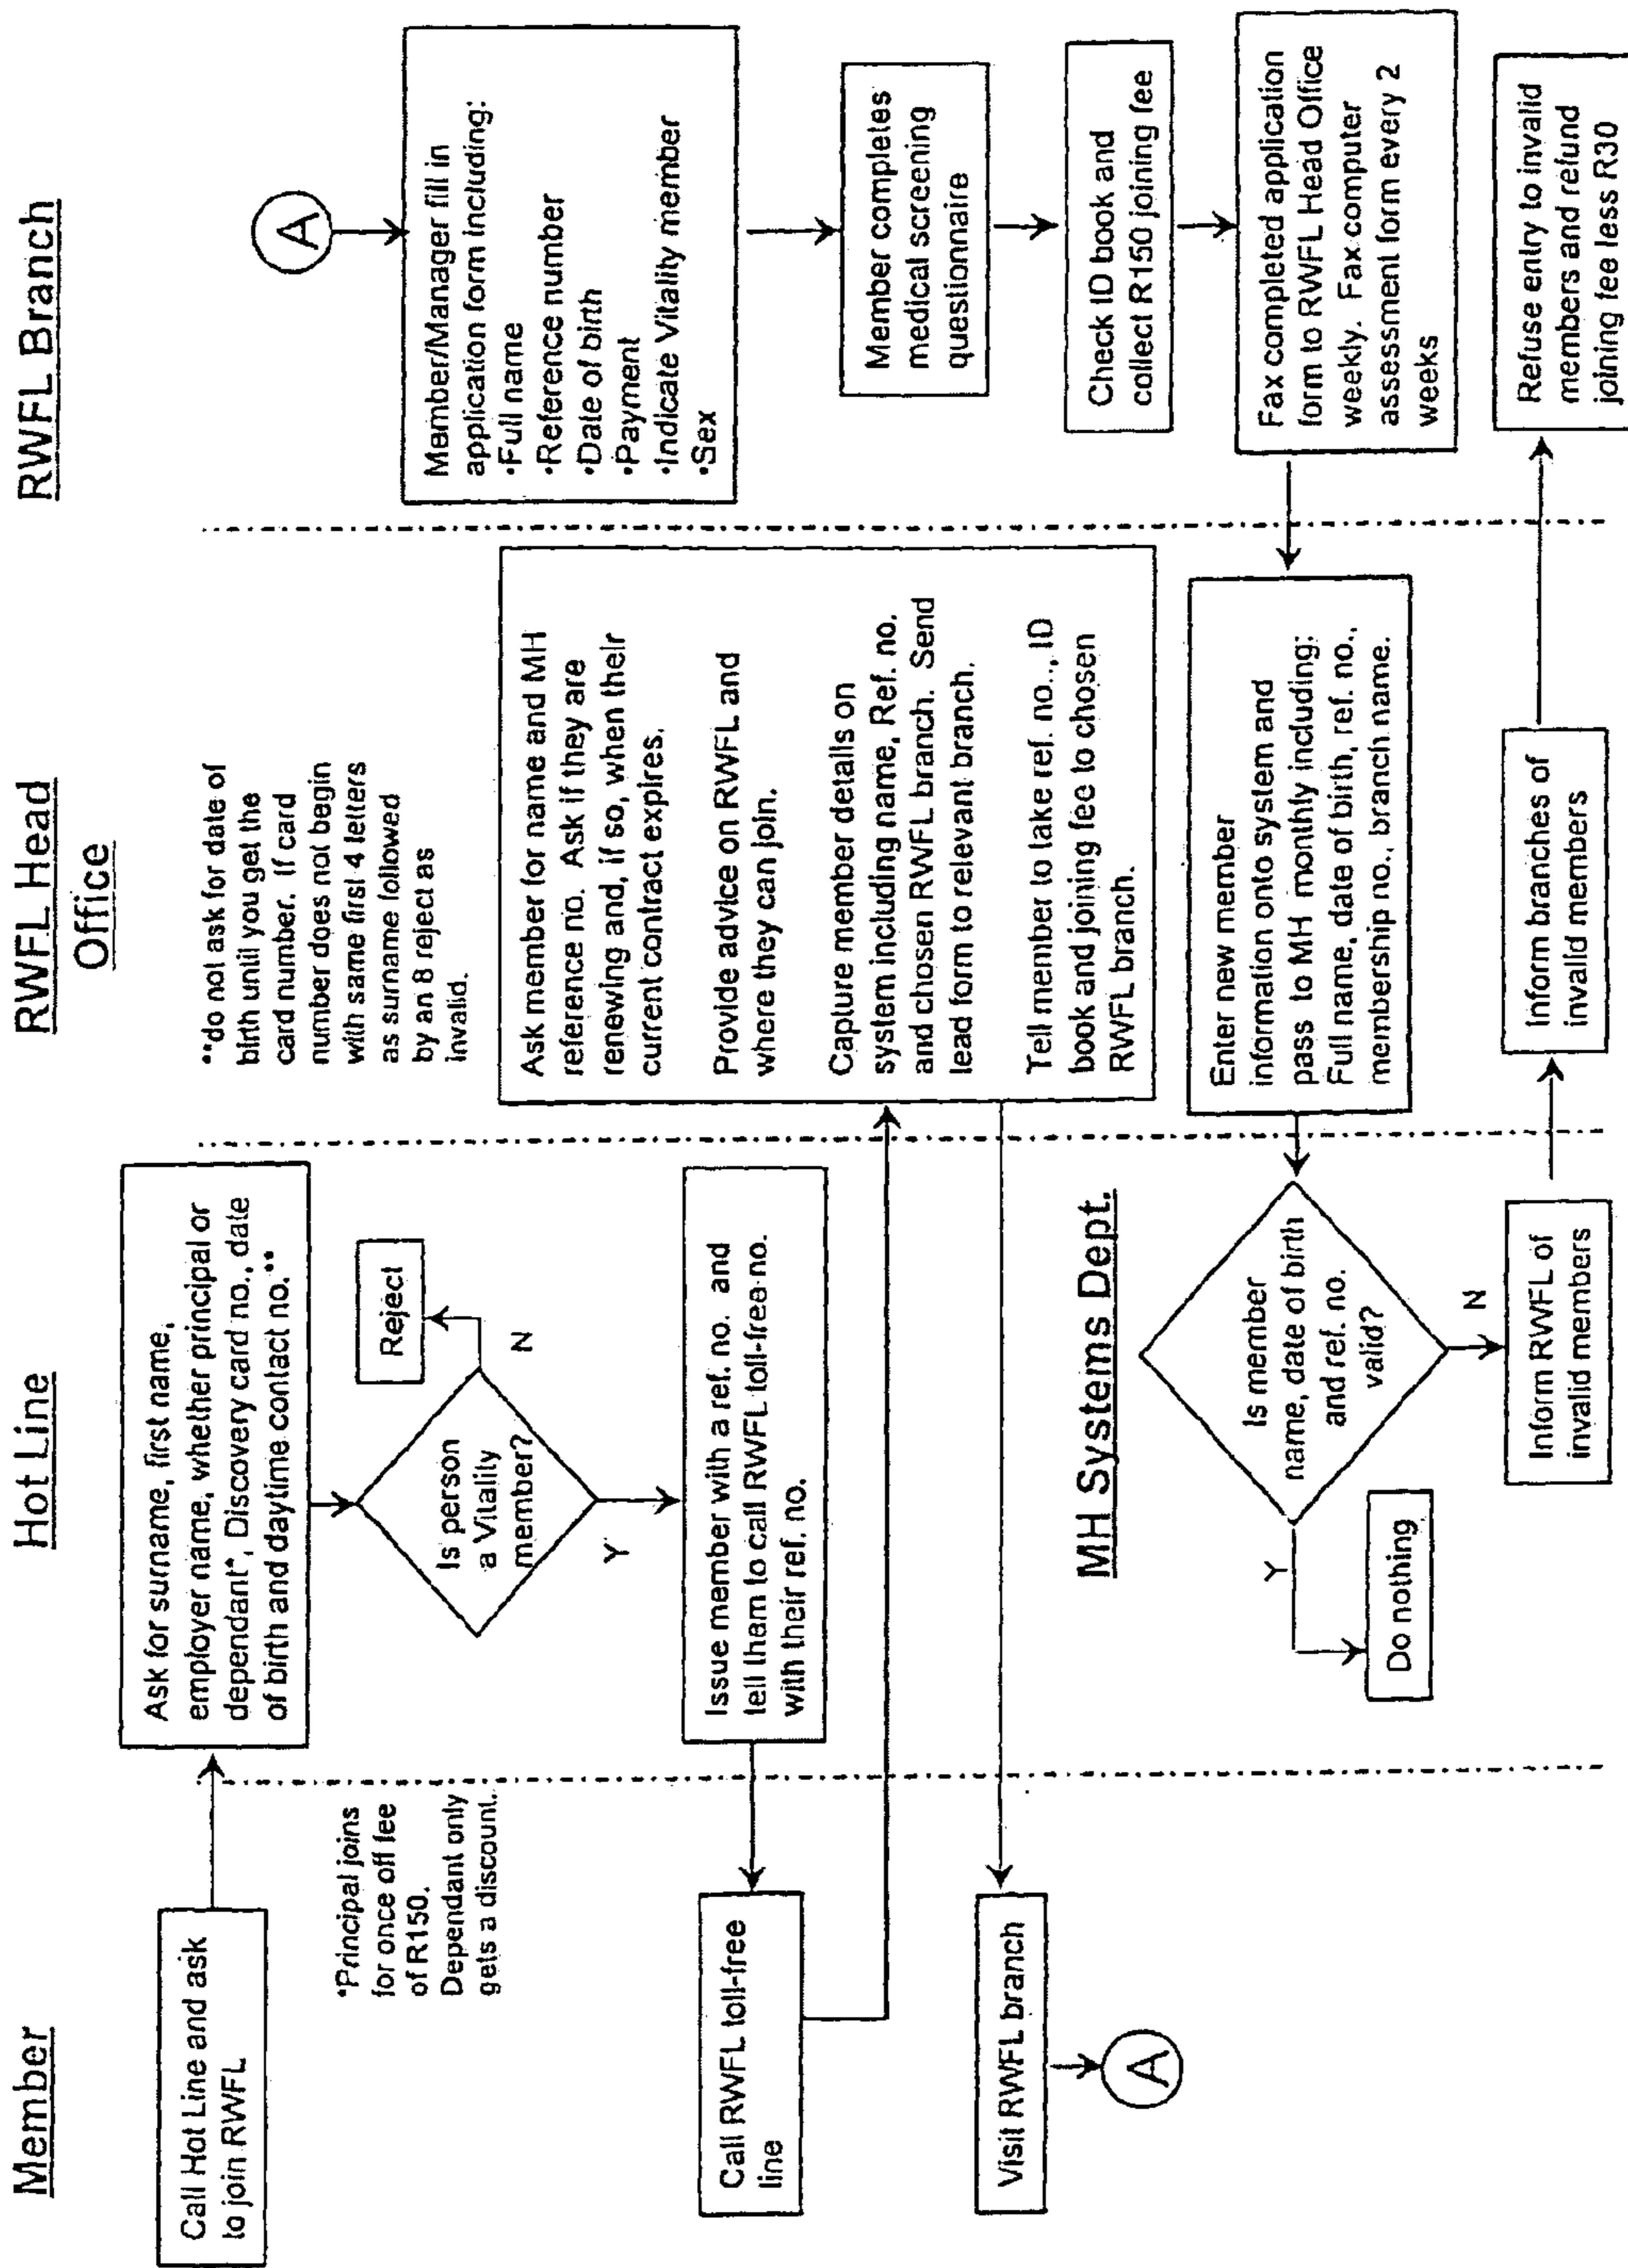 Member
Hot Line
RWFL Head
Office
RWFL Branch
Call Hot Line and ask
to join RWFL
*Principal joins
for once off fee
of R150.
Dependant only
gets a discount.
Call RWFL toll-free
line
Visit RWFL branch
A
Ask for surname, first name,
employer name, whether principal or
dependant*, Discovery card no., date
of birth and daytime contact no.**
Is person
a Vitality
member?
N
Reject
Y
Issue member with a ref. no. and
tell them to call RWFL toll-free-no.
with their ref. no.
MH Systems Dept.
Is member
name, date of birth
and ref. no.
valid?
Y
Do nothing
N
Inform RWFL of
invalid members
**do not ask for date of
birth until you get the
card number. If card
number does not begin
with same first 4 letters
as surname followed
by an 8 reject as
invalid.
Ask member for name and MH
reference no. Ask if they are
renewing and, if so, when their
current contract expires.
Provide advice on RWFL and
where they can join.
Capture member details on
system including name, Ref. no.
and chosen RWFL branch. Send
lead form to relevant branch.
Tell member to take ref. no., ID
book and joining fee to chosen
RWFL branch.
Enter new member
information onto system and
pass to MH monthly including:
Full name, date of birth, ref. no.,
membership no., branch name.
Inform branches of
invalid members
A
Member/Manager fill in
application form including:
•Full name
•Reference number
•Date of birth
•Payment
•Indicate Vitality member
•Sex
Member completes
medical screening
questionnaire
Check ID book and
collect R150 joining fee
Fax completed application
form to RWFL Head Office
weekly. Fax computer
assessment form every 2
weeks
Refuse entry to invalid
members and refund
joining fee less R30